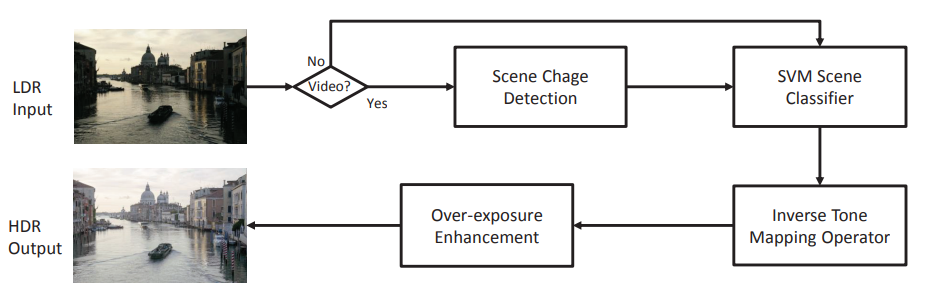 No
LDR
Input
Video?
Yes
Scene Chage
Detection
SVM Scene
Classifier
HDR
Output
Over-exposure
Enhancement
Inverse Tone
Mapping Operator